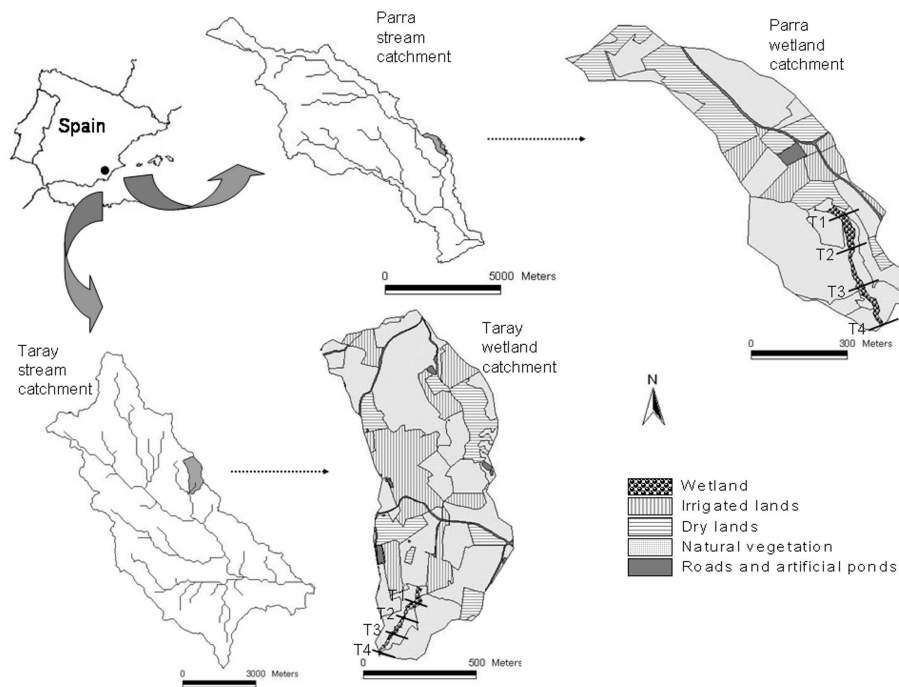 Parra
stream
catchment
Parra
wetland
catchment
Spain
T1
T2
T3
T4
0 5000 Meters
0 300
Meters
Taray
stream
catchment
Taray
wetland
catchment
N
Wetland
Irrigated lands
Dry lands
Natural vegetation
Roads and artificial ponds
T2
T3
T4
0 3000 Meters
0 500
Meters